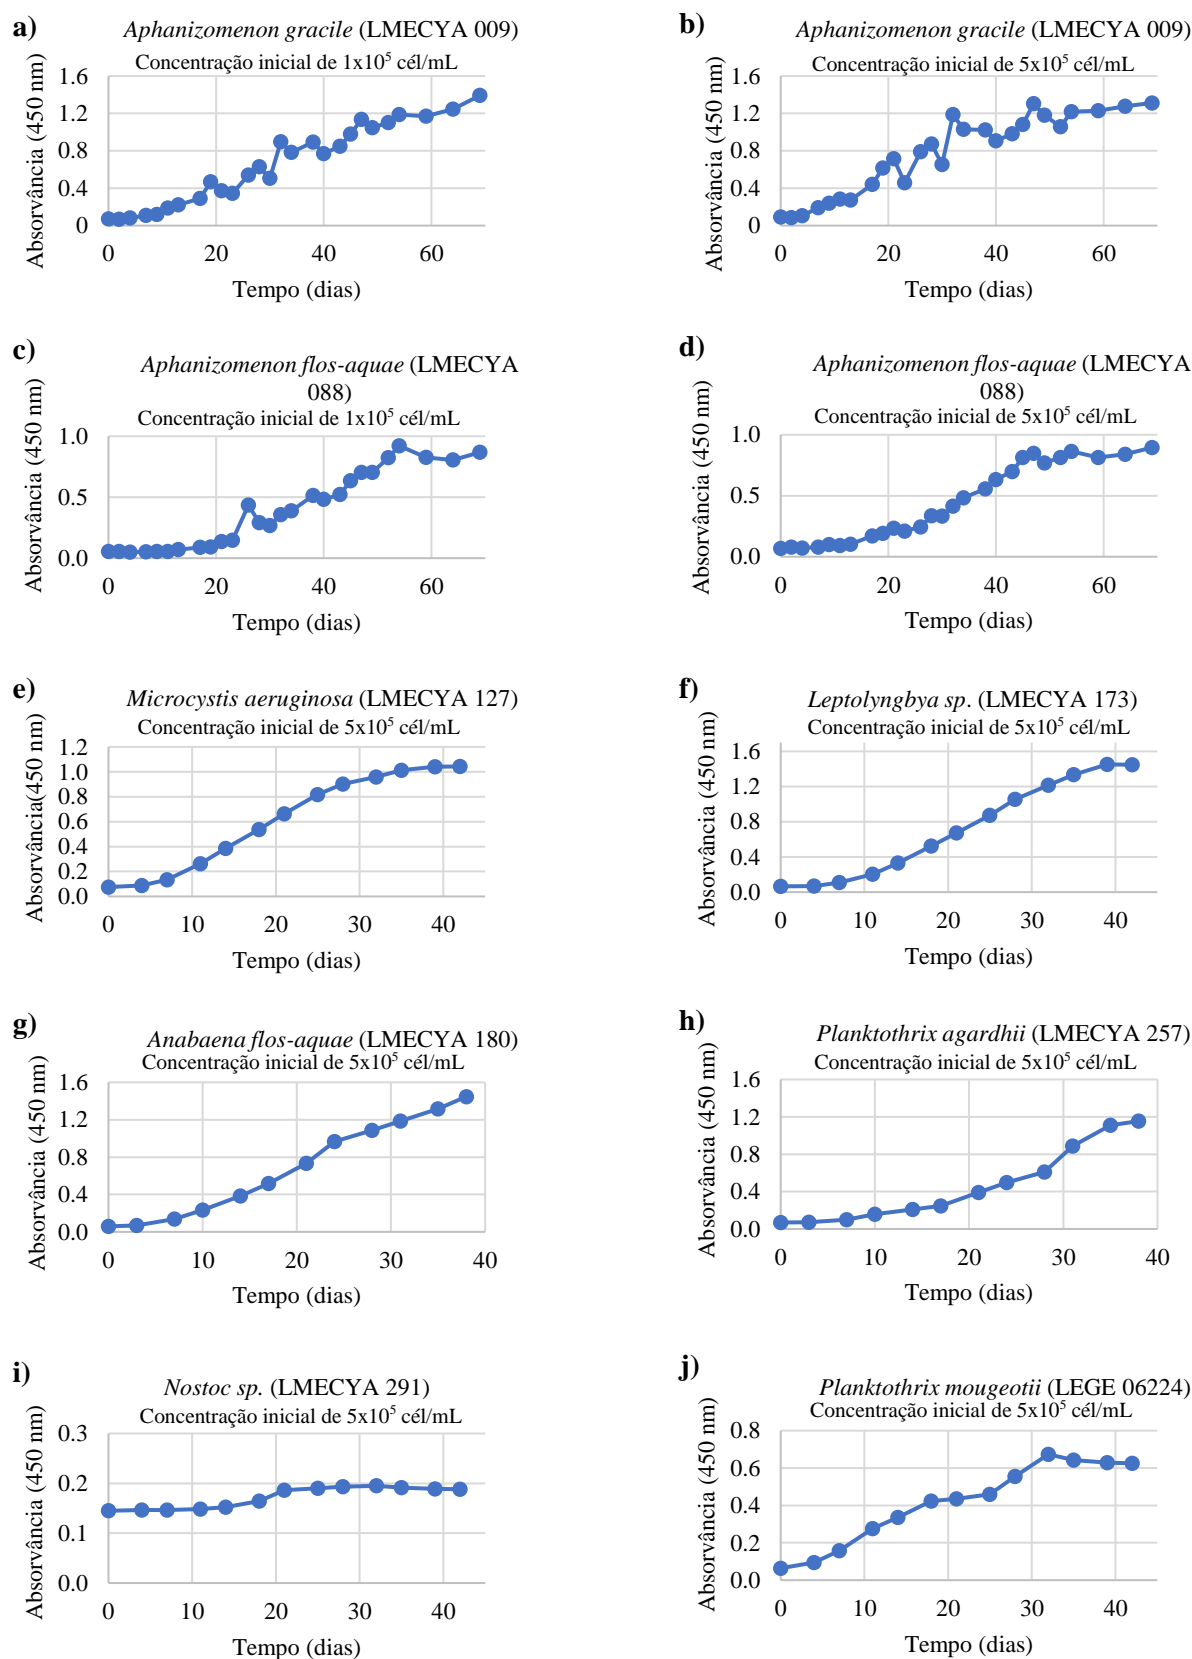 a)
Aphanizomenon gracile (LMECYA 009)
Concentração inicial de 1x10⁵ cél/mL
Absorvância (450 nm)
1.6
1.2
0.8
0.4
0
0 20 40 60
Tempo (dias)
b)
Aphanizomenon gracile (LMECYA 009)
Concentração inicial de 5x10⁵ cél/mL
Absorvância (450 nm)
1.6
1.2
0.8
0.4
0
0 20 40 60
Tempo (dias)
c)
Aphanizomenon flos-aquae (LMECYA
088)
Concentração inicial de 1x10⁵ cél/mL
Absorvância (450 nm)
1.0
0.5
0.0
0 20 40 60
Tempo (dias)
d)
Aphanizomenon flos-aquae (LMECYA
088)
Concentração inicial de 5x10⁵ cél/mL
Absorvância (450 nm)
1.0
0.5
0.0
0 20 40 60
Tempo (dias)
e)
Microcystis aeruginosa (LMECYA 127)
Concentração inicial de 5x10⁵ cél/mL
Absorvância(450 nm)
1.2
1.0
0.8
0.6
0.4
0.2
0.0
0 10 20 30 40
Tempo (dias)
f)
Leptolyngbya sp. (LMECYA 173)
Concentração inicial de 5x10⁵ cél/mL
Absorvância (450 nm)
1.6
1.2
0.8
0.4
0.0
0 10 20 30 40
Tempo (dias)
g)
Anabaena flos-aquae (LMECYA 180)
Concentração inicial de 5x10⁵ cél/mL
Absorvância (450 nm)
1.6
1.2
0.8
0.4
0.0
0 10 20 30 40
Tempo (dias)
h)
Planktothrix agardhii (LMECYA 257)
Concentração inicial de 5x10⁵ cél/mL
Absorvância (450 nm)
1.6
1.2
0.8
0.4
0.0
0 10 20 30 40
Tempo (dias)
i)
Nostoc sp. (LMECYA 291)
Concentração inicial de 5x10⁵ cél/mL
Absorvância (450 nm)
0.3
0.2
0.1
0.0
0 10 20 30 40
Tempo (dias)
j)
Planktothrix mougeotii (LEGE 06224)
Concentração inicial de 5x10⁵ cél/mL
Absorvância (450 nm)
0.8
0.6
0.4
0.2
0.0
0 10 20 30 40
Tempo (dias)